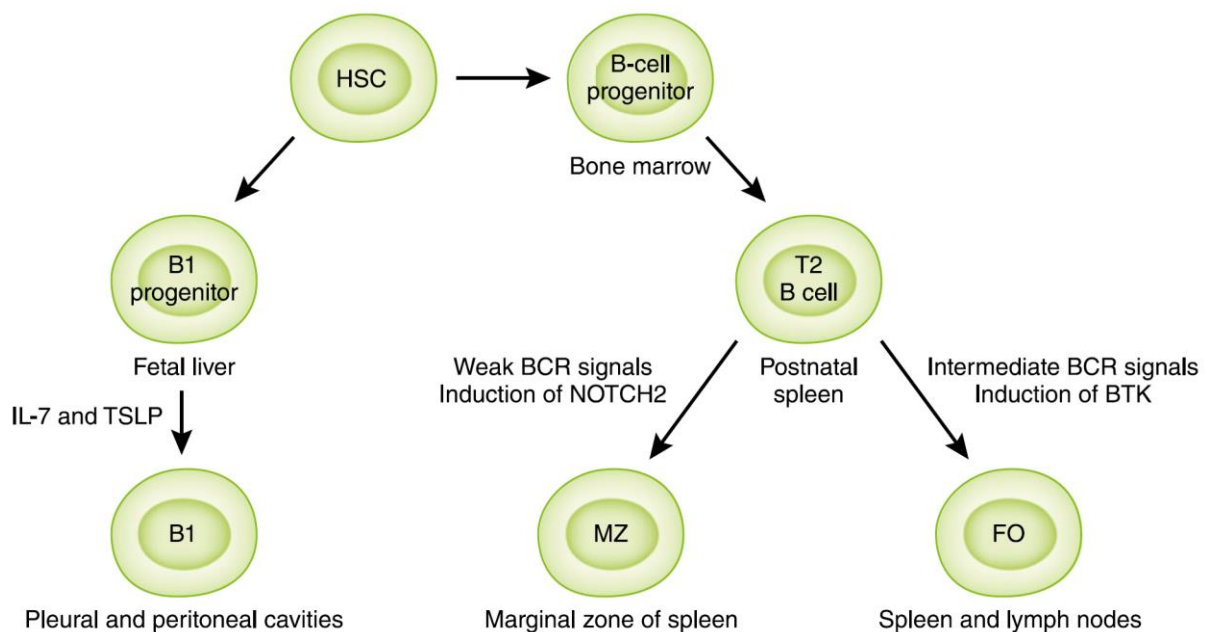 HSC
B-cell
progenitor
Bone marrow
B1
progenitor
Fetal liver
T2
B cell
Postnatal
spleen
IL-7 and TSLP
Weak BCR signals
Induction of NOTCH2
Intermediate BCR signals
Induction of BTK
B1
Pleural and peritoneal cavities
MZ
Marginal zone of spleen
FO
Spleen and lymph nodes